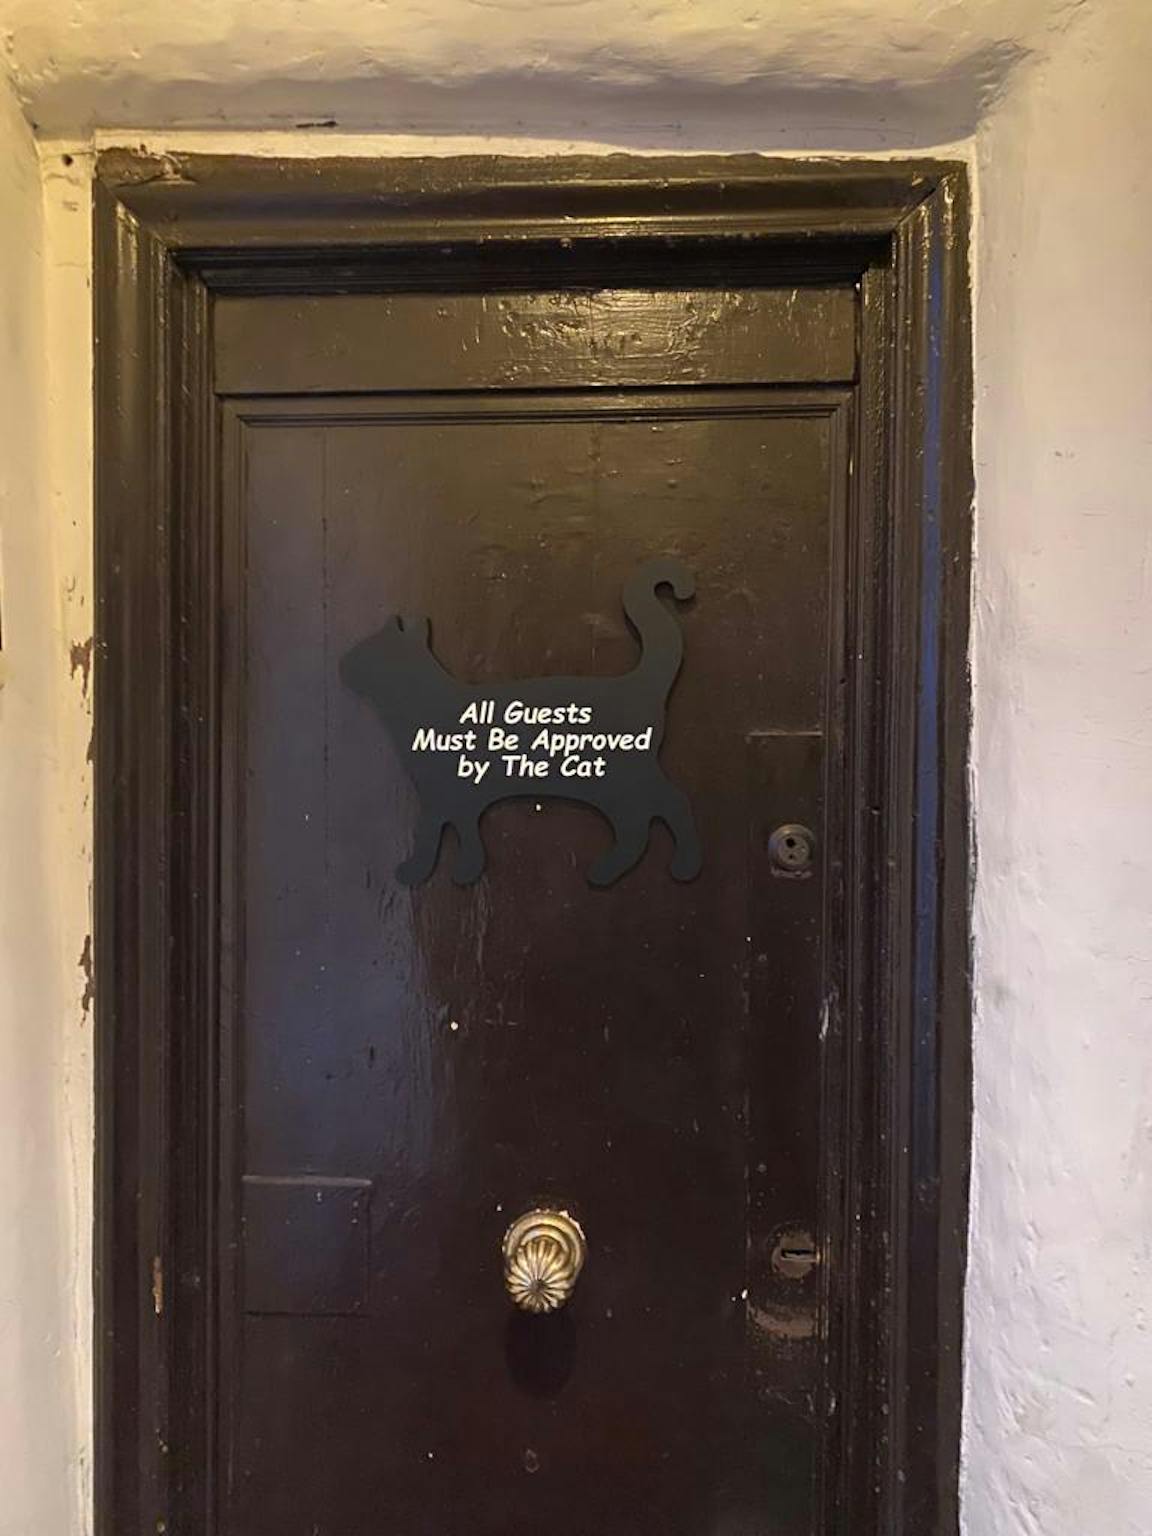 All Guests
Must Be Approved
by The Cat